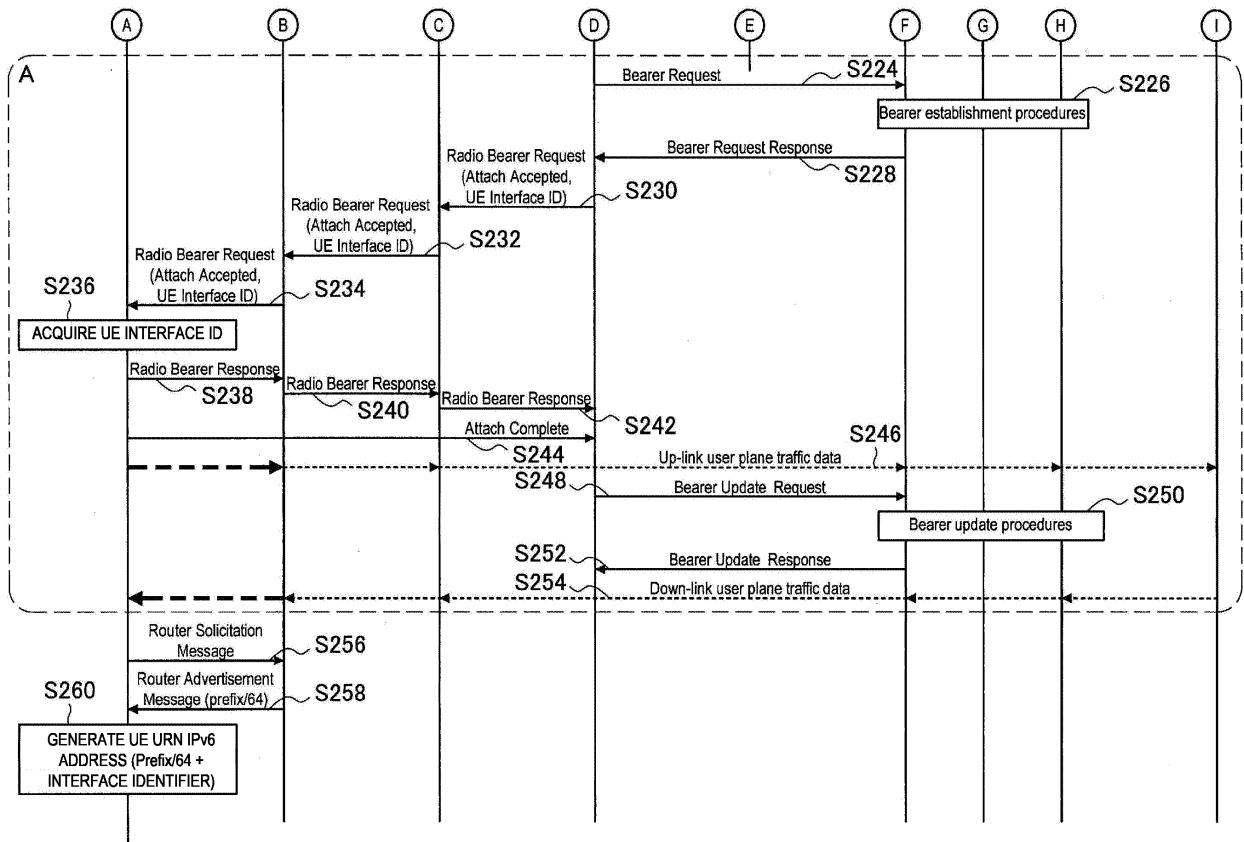 A B C D E F G H I
A
Bearer Request
S224
S226
Bearer establishment procedures
Bearer Request Response
S228
Radio Bearer Request
(Attach Accepted,
UE Interface ID)
S230
Radio Bearer Request
(Attach Accepted,
UE Interface ID)
S232
Radio Bearer Request
(Attach Accepted,
UE Interface ID)
S234
S236
ACQUIRE UE INTERFACE ID
Radio Bearer Response
S238
Radio Bearer Response
S240
Radio Bearer Response
S242
Attach Complete
S244
Up-link user plane traffic data
S246
S248
Bearer Update Request
S250
Bearer update procedures
S252
Bearer Update Response
S254
Down-link user plane traffic data
Router Solicitation
Message
S256
Router Advertisement
Message (prefix/64)
S258
S260
GENERATE UE URN IPv6
ADDRESS (Prefix/64 +
INTERFACE IDENTIFIER)